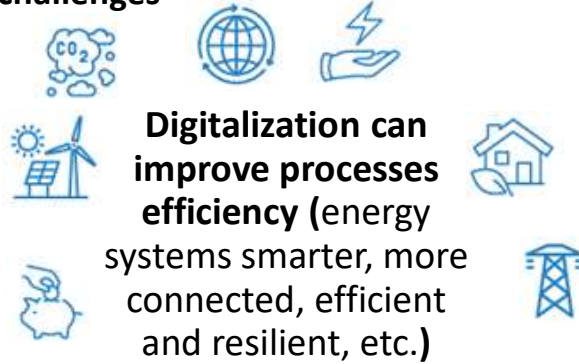 challenges
CO2
Digitalization can
improve processes
efficiency (energy
systems smarter, more
connected, efficient
and resilient, etc.)